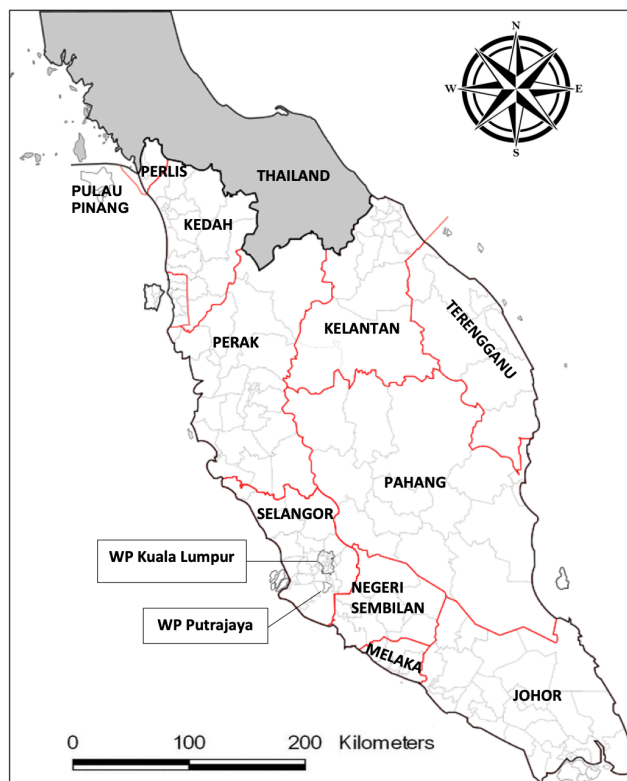 N
W
E
S
PERLIS
THAILAND
PULAU
PINANG
KEDAH
PERAK
KELANTAN
TERENGGANU
PAHANG
SELANGOR
WP Kuala Lumpur
NEGERI
SEMBILAN
WP Putrajaya
MELAKA
JOHOR
0
100
200
Kilometers